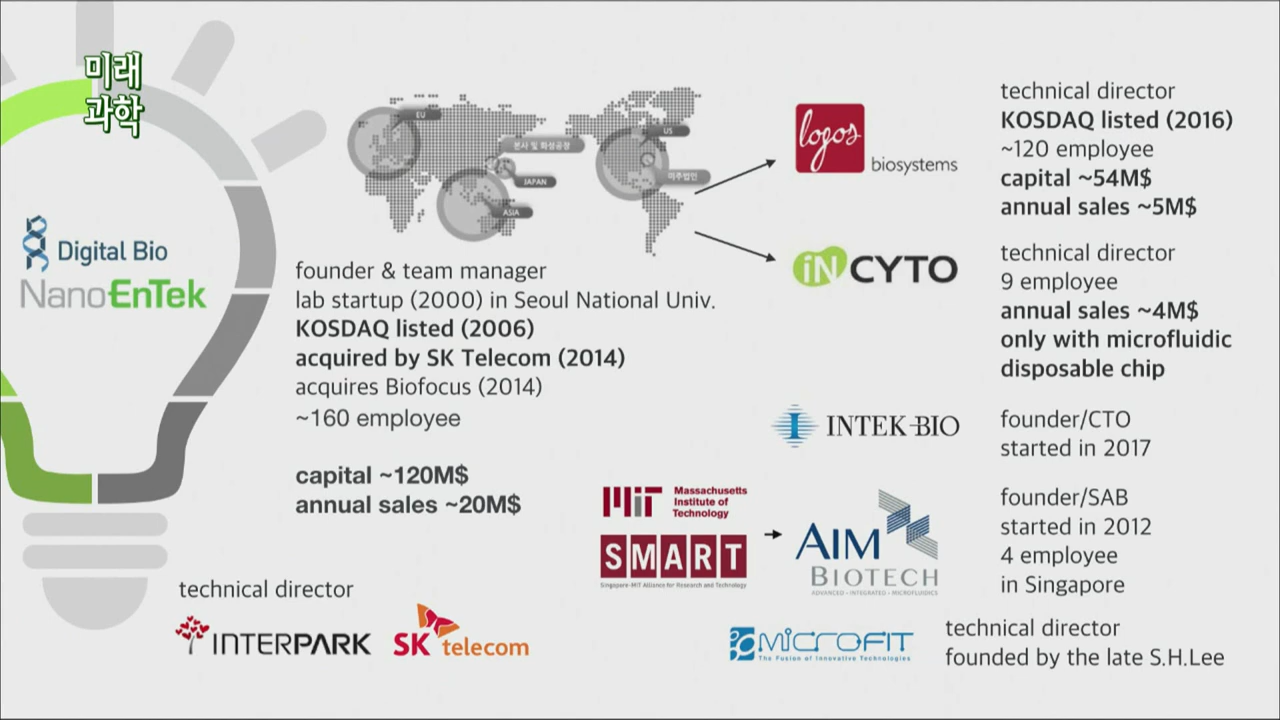 미래
과학
Digital Bio
NanoEnTek
EU
본사 및 화성공장
JAPAN
ASIA
US
미주법인
founder & team manager
lab startup (2000) in Seoul National Univ.
KOSDAQ listed (2006)
acquired by SK Telecom (2014)
acquires Biofocus (2014)
~160 employee
capital ~120M$
annual sales ~20M$
logos
biosystems
technical director
KOSDAQ listed (2016)
~120 employee
capital ~54M$
annual sales ~5M$
iNCYTO
technical director
9 employee
annual sales ~4M$
only with microfluidic
disposable chip
INTEK-BIO
founder/CTO
started in 2017
MIT
Massachusetts
Institute of
Technology
SMART
Singapore-MIT Alliance for Research and Technology
AIM
BIOTECH
ADVANCED • INTEGRATED • MICROFLUIDICS
founder/SAB
started in 2012
4 employee
in Singapore
technical director
INTERPARK
SK
telecom
MICROFIT
The Fusion of Innovative Technologies
technical director
founded by the late S.H.Lee